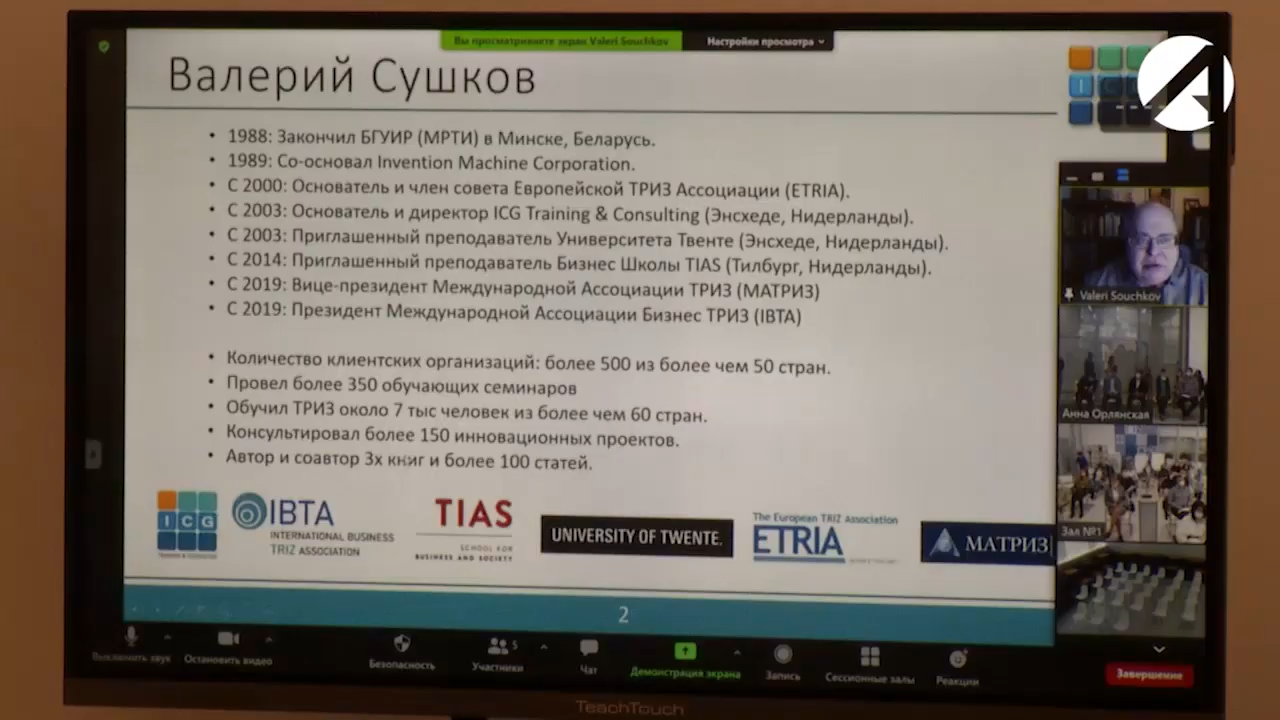 Вы просматриваете экран Valeri Souchkov
Настройки просмотра
Валерий Сушков
• 1988: Закончил БГУИР (МРТИ) в Минске, Беларусь.
• 1989: Со-основал Invention Machine Corporation.
• С 2000: Основатель и член совета Европейской ТРИЗ Ассоциации (ETRIA).
• С 2003: Основатель и директор ICG Training & Consulting (Энсхеде, Нидерланды).
• С 2003: Приглашенный преподаватель Университета Твенте (Энсхеде, Нидерланды).
• С 2014: Приглашенный преподаватель Бизнес Школы TIAS (Тилбург, Нидерланды).
• С 2019: Вице-президент Международной Ассоциации ТРИЗ (МАТРИЗ)
• С 2019: Президент Международной Ассоциации Бизнес ТРИЗ (IBTA)
• Количество клиентских организаций: более 500 из более чем 50 стран.
• Провел более 350 обучающих семинаров
• Обучил ТРИЗ около 7 тыс человек из более чем 60 стран.
• Консультировал более 150 инновационных проектов.
• Автор и соавтор 3х книг и более 100 статей.
Valeri Souchkov
Анна Орлянская
Зал №1
ICG
IBTA
INTERNATIONAL BUSINESS
TRIZ ASSOCIATION
TIAS
SCHOOL FOR
BUSINESS AND SOCIETY
UNIVERSITY OF TWENTE.
The European TRIZ Association
ETRIA
МАТРИЗ
2
Выключить звук
Остановить видео
Безопасность
Участники
5
Чат
Демонстрация экрана
Запись
Сессионные залы
Реакции
Завершение
TeachTouch